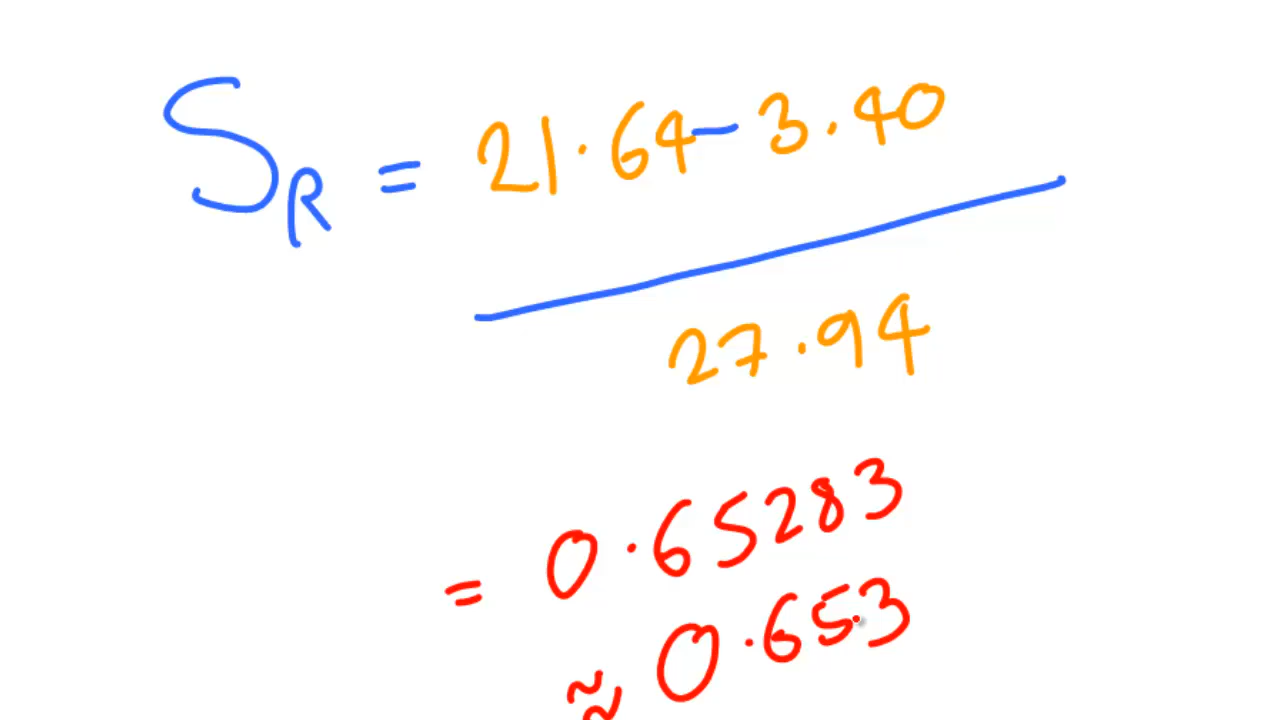 S_R = 21.64 - 3.40
27.94
= 0.65283
≈ 0.653